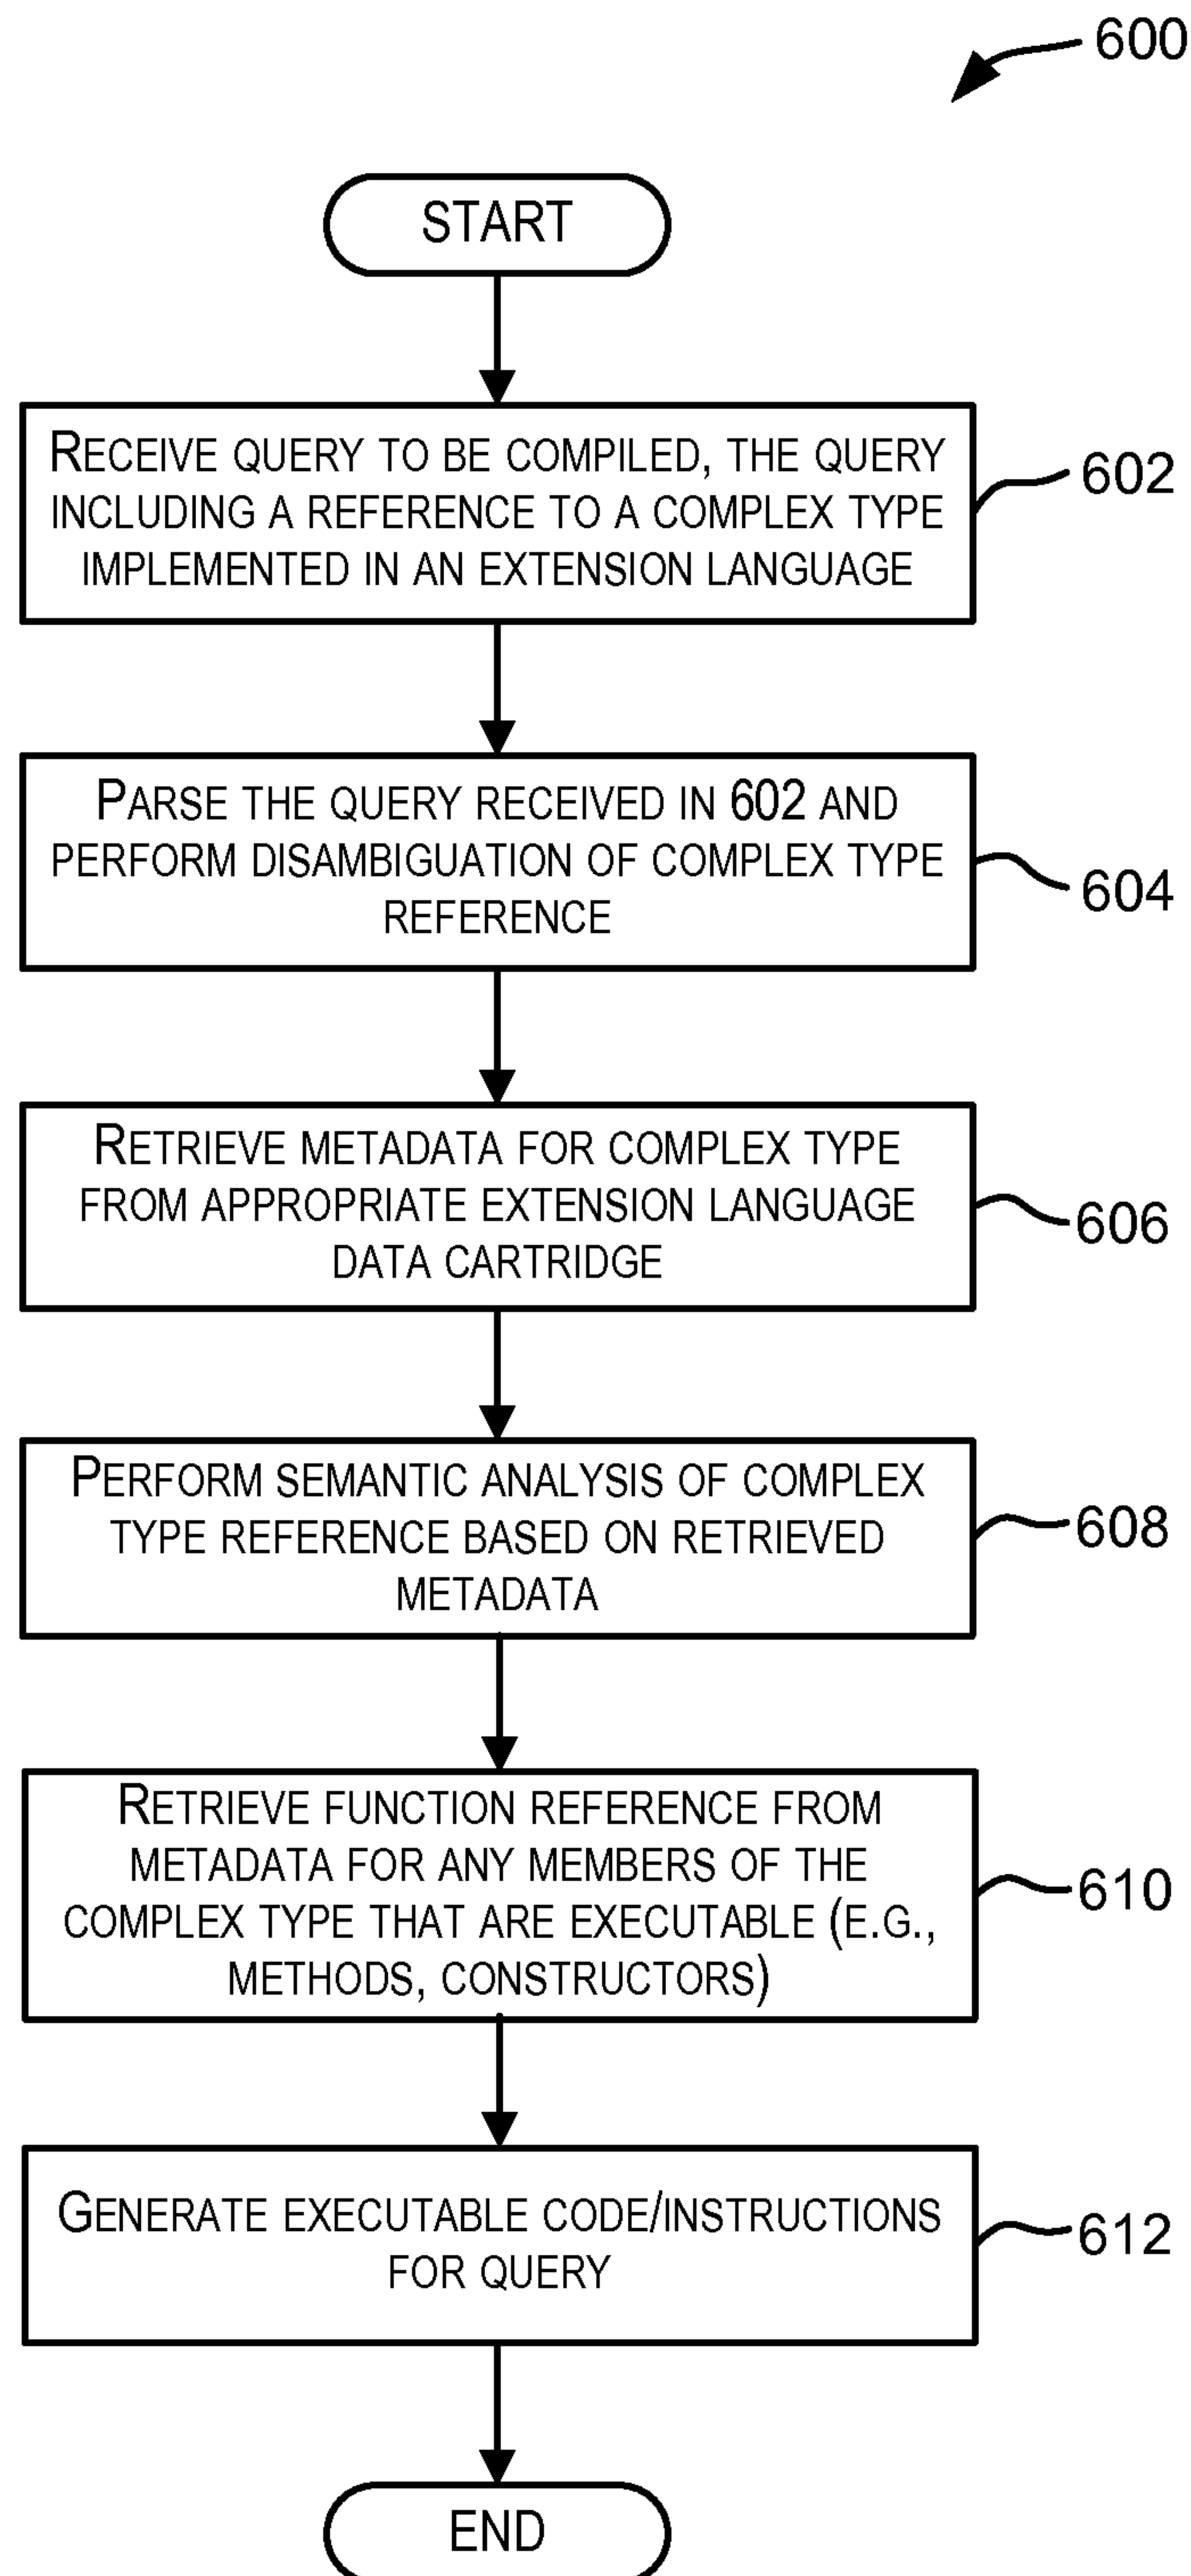 600
START
RECEIVE QUERY TO BE COMPILED, THE QUERY
INCLUDING A REFERENCE TO A COMPLEX TYPE
IMPLEMENTED IN AN EXTENSION LANGUAGE
602
PARSE THE QUERY RECEIVED IN 602 AND
PERFORM DISAMBIGUATION OF COMPLEX TYPE
REFERENCE
604
RETRIEVE METADATA FOR COMPLEX TYPE
FROM APPROPRIATE EXTENSION LANGUAGE
DATA CARTRIDGE
606
PERFORM SEMANTIC ANALYSIS OF COMPLEX
TYPE REFERENCE BASED ON RETRIEVED
METADATA
608
RETRIEVE FUNCTION REFERENCE FROM
METADATA FOR ANY MEMBERS OF THE
COMPLEX TYPE THAT ARE EXECUTABLE (E.G.,
METHODS, CONSTRUCTORS)
610
GENERATE EXECUTABLE CODE/INSTRUCTIONS
FOR QUERY
612
END